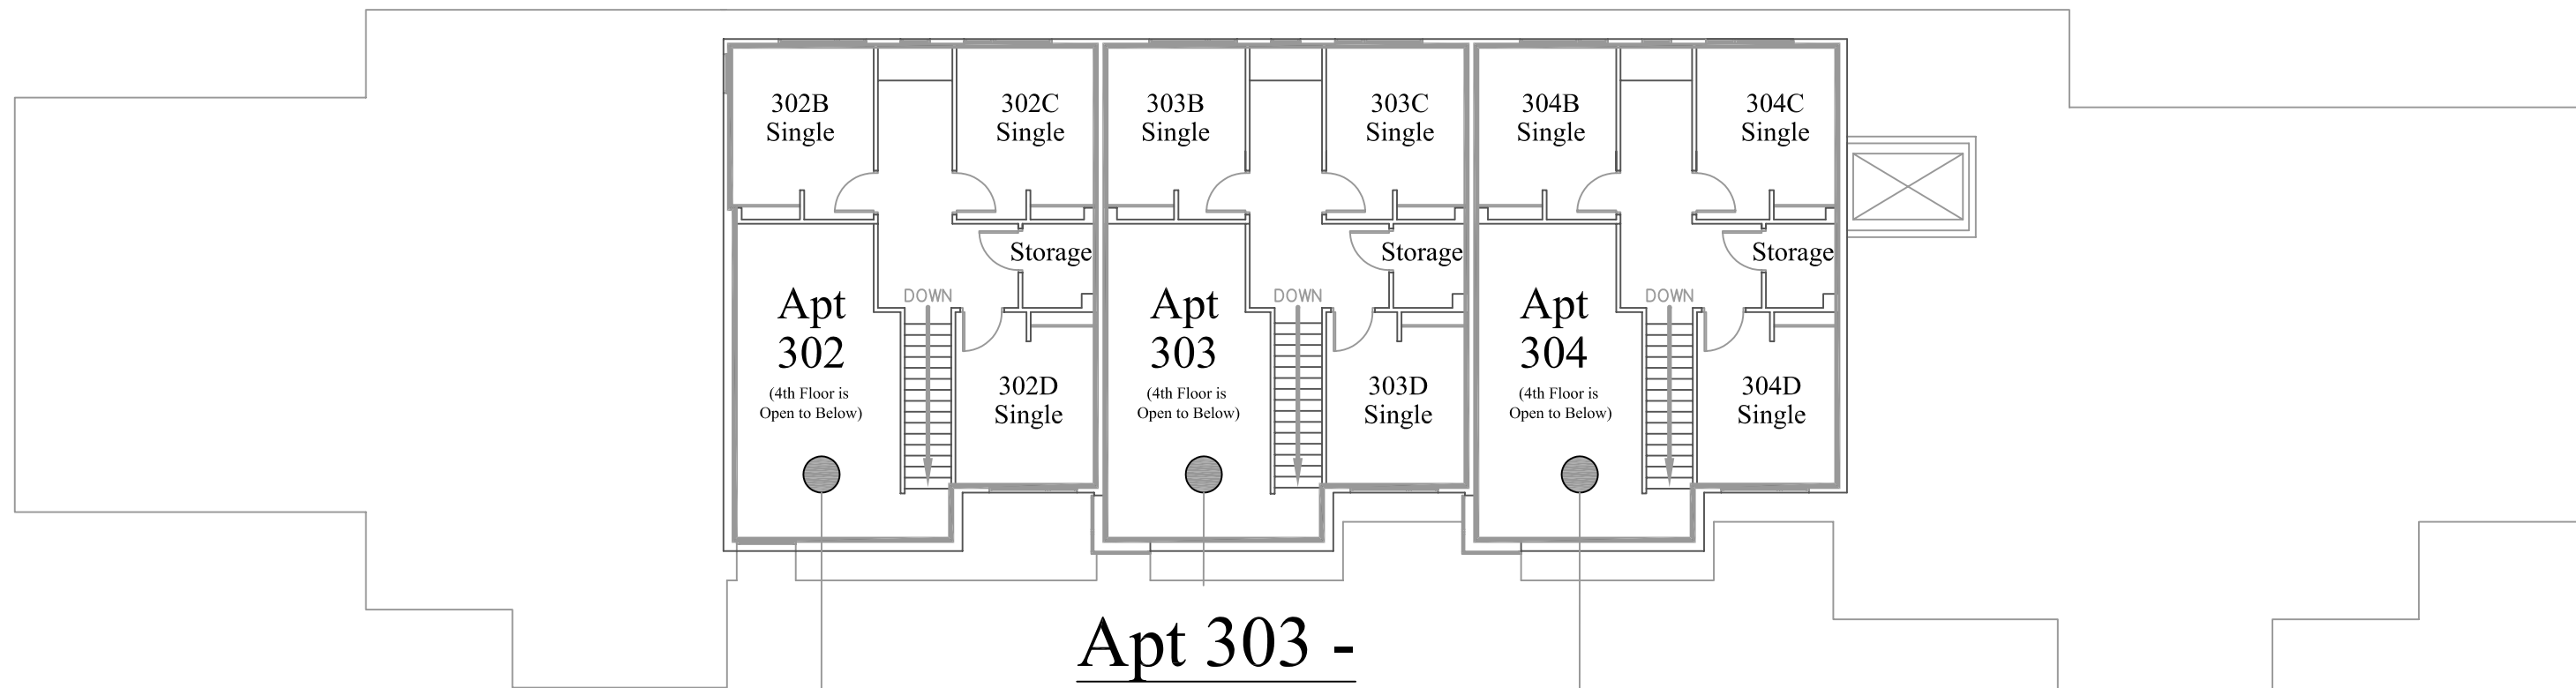 302B
Single
302C
Single
303B
Single
303C
Single
304B
Single
304C
Single
Storage
Storage
Storage
DOWN
DOWN
DOWN
Apt
302
(4th Floor is
Open to Below)
Apt
303
(4th Floor is
Open to Below)
Apt
304
(4th Floor is
Open to Below)
302D
Single
303D
Single
304D
Single
Apt 303 -